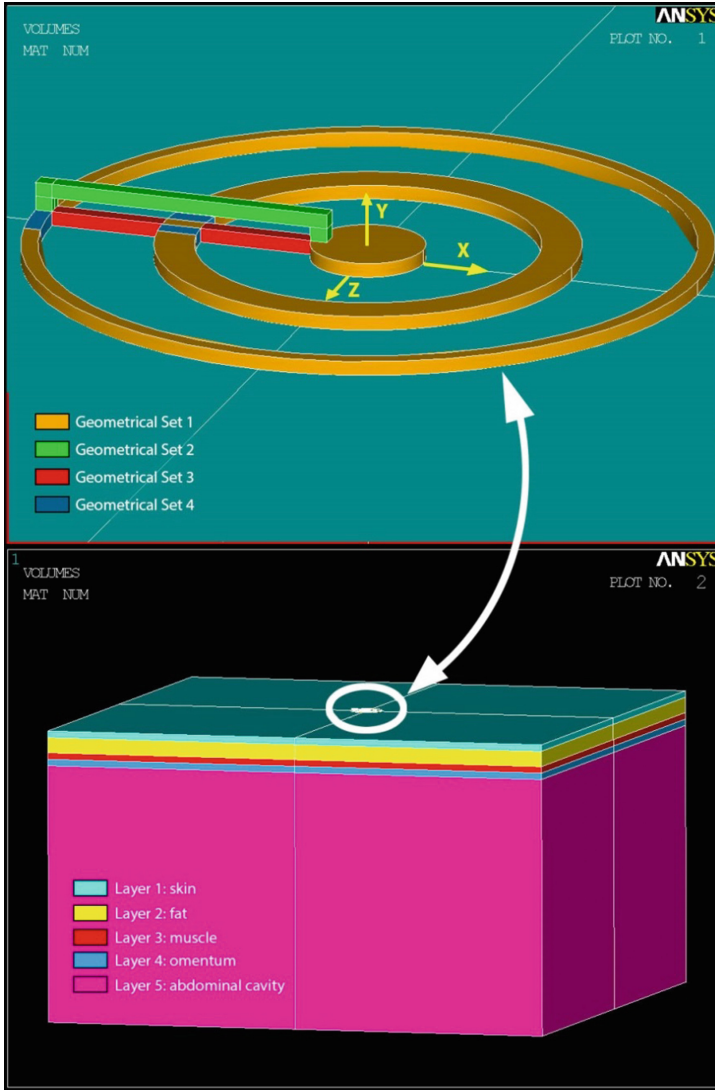 ANSYS
VOLUMES
MAT NUM
PLOT NO. 1
Y
X
Z
Geometrical Set 1
Geometrical Set 2
Geometrical Set 3
Geometrical Set 4
1
ANSYS
VOLUMES
MAT NUM
PLOT NO. 2
Layer 1: skin
Layer 2: fat
Layer 3: muscle
Layer 4: omentum
Layer 5: abdominal cavity